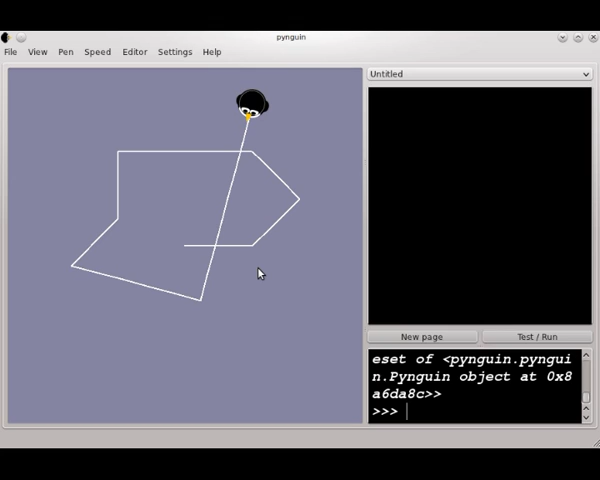 pynguin
File View Pen Speed Editor Settings Help
Untitled
New page Test / Run
eset of <pynguin.pyngui
n.Pynguin object at 0x8
a6da8c>>
>>>